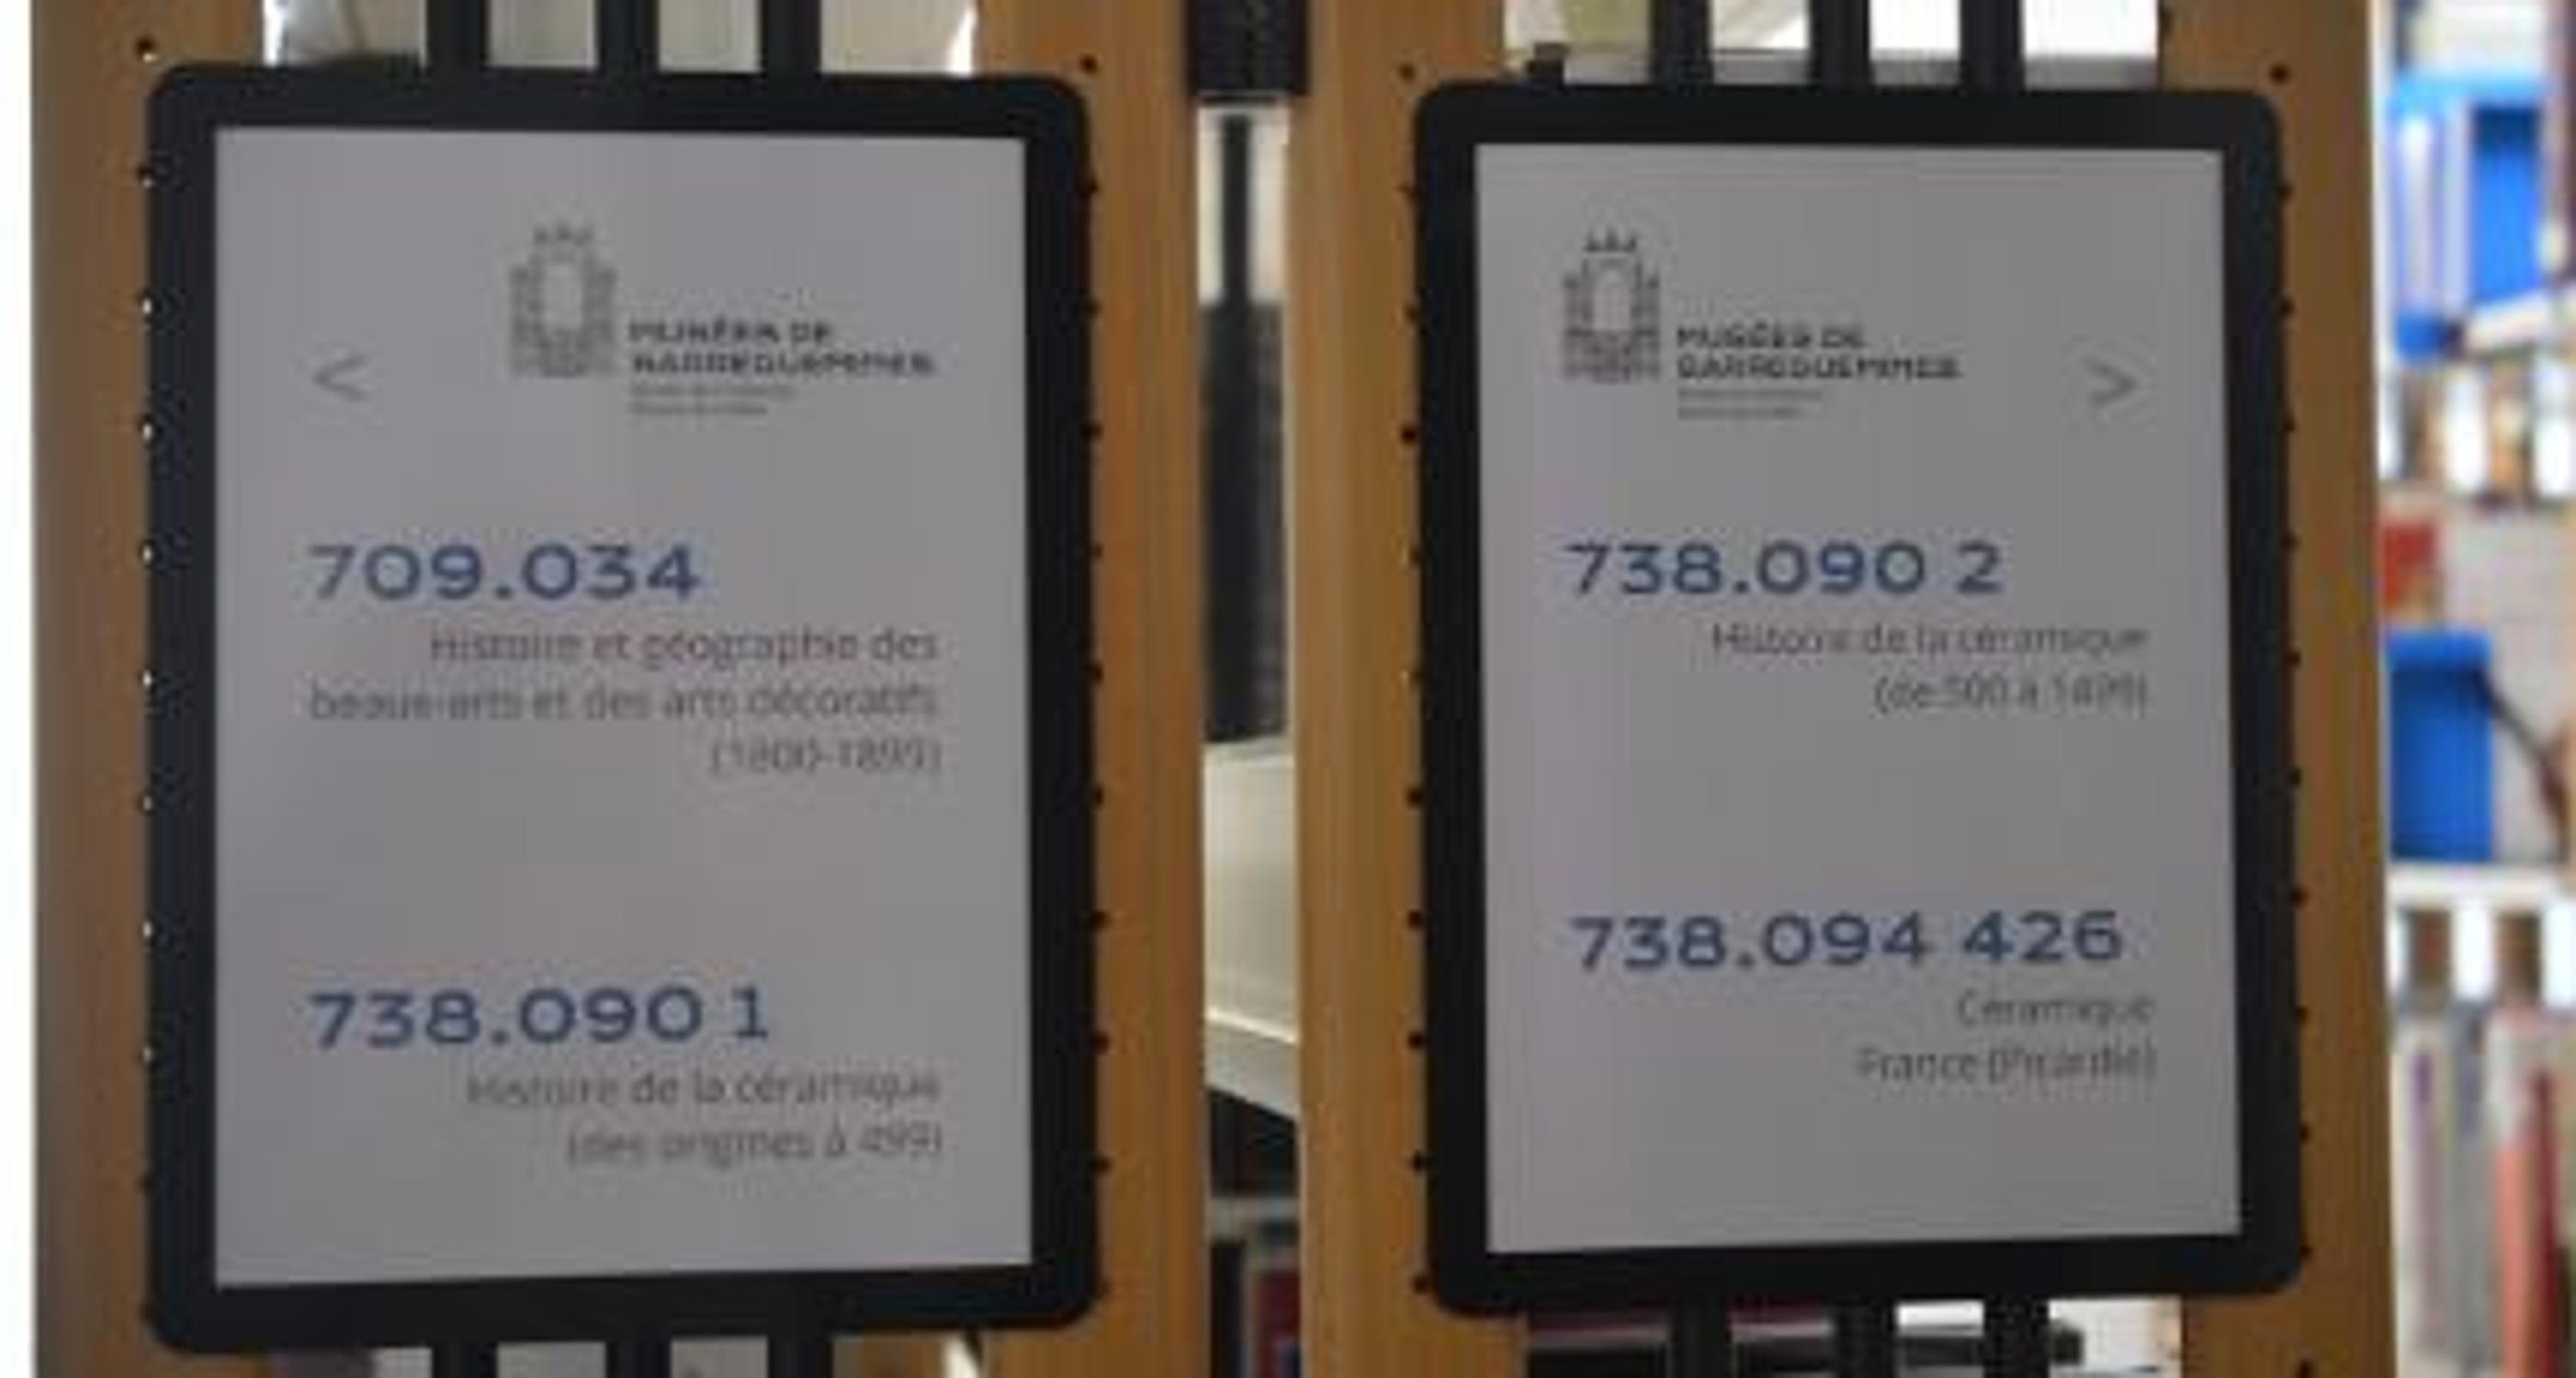 <
MUSÉES DE
SARREGUEMINES
709.034
Histoire et géographie des
beaux-arts et des arts décoratifs
(1800-1899)
738.090 1
Histoire de la céramique
(des origines à 499)
MUSÉES DE
SARREGUEMINES
>
738.090 2
Histoire de la céramique
(de 500 à 1499)
738.094 426
Céramique
France (Picardie)